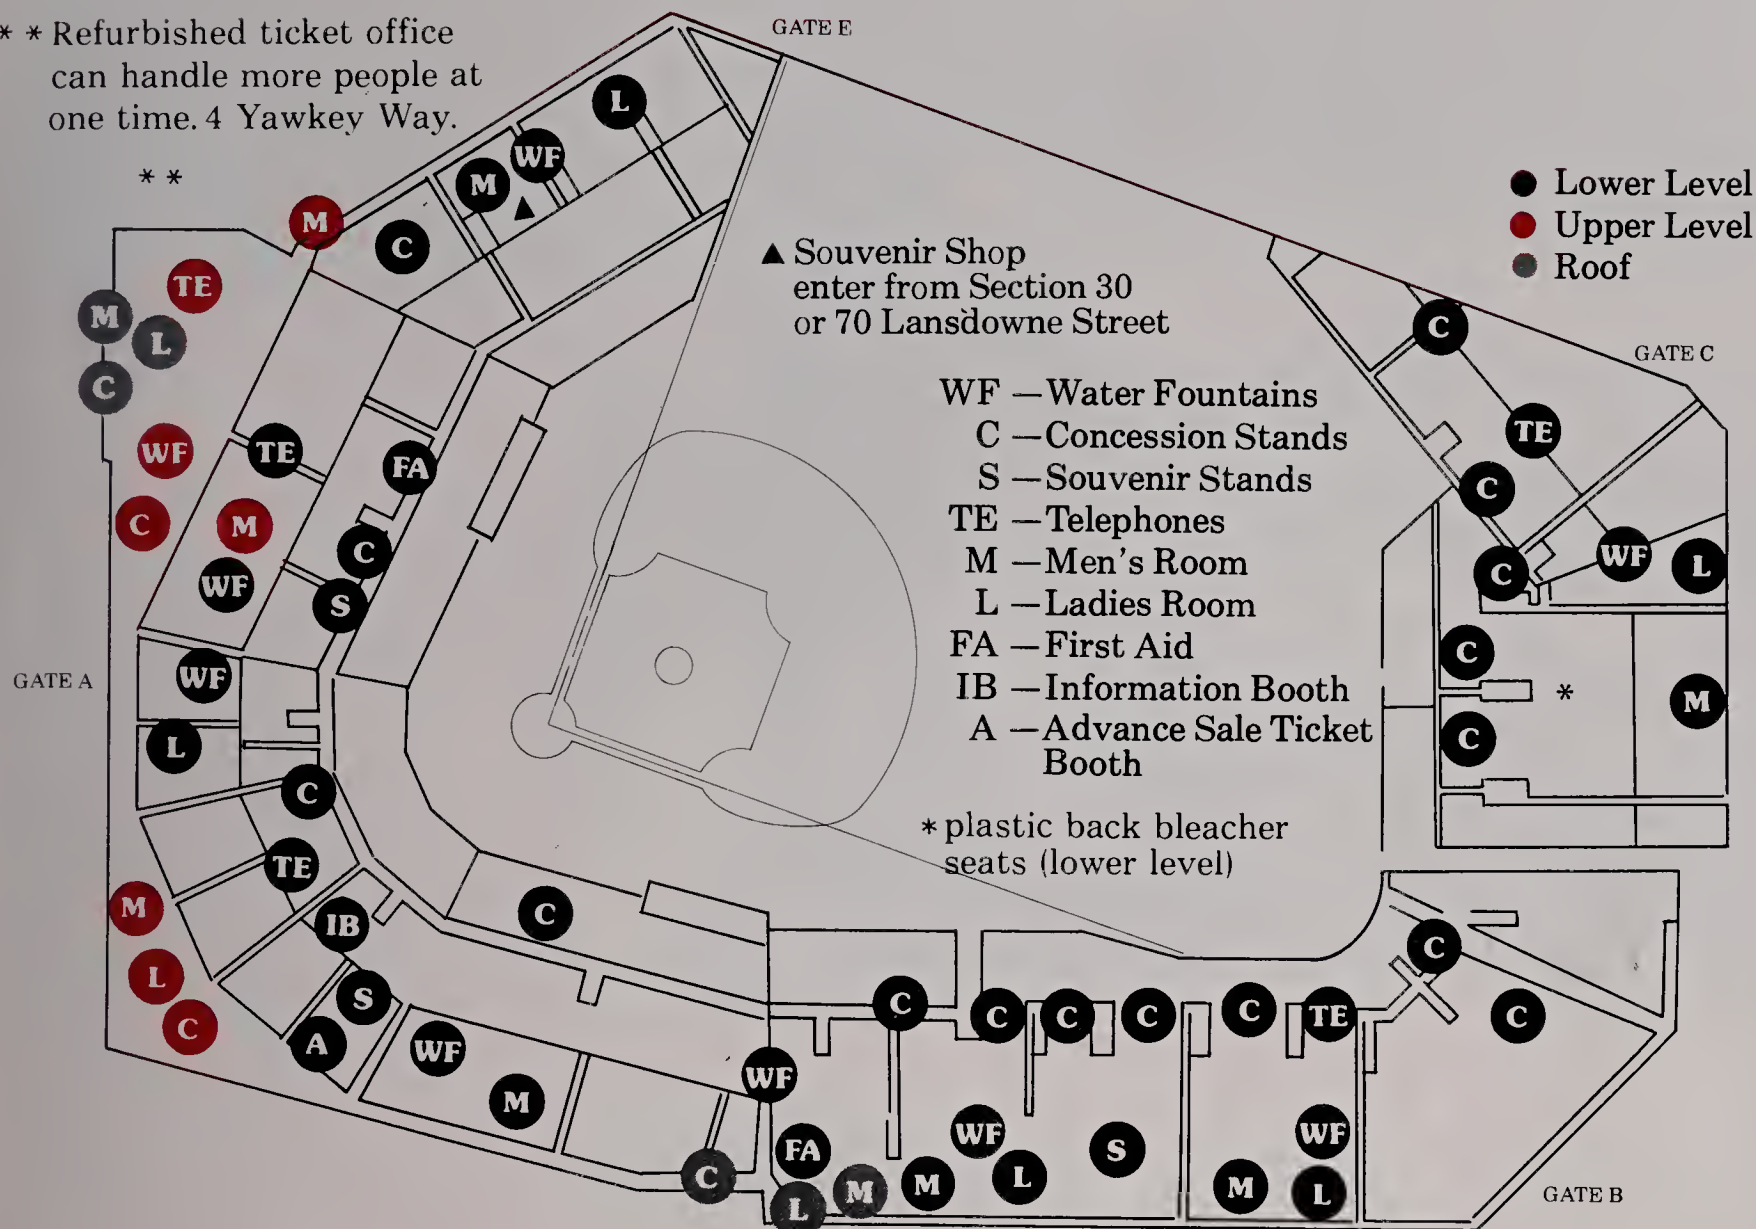 * * Refurbished ticket office
can handle more people at
one time. 4 Yawkey Way.
* *
GATE E
L
WF
M
▲
M
C
● Lower Level
● Upper Level
● Roof
▲ Souvenir Shop
enter from Section 30
or 70 Lansdowne Street
TE
M
L
C
C
GATE C
WF — Water Fountains
C — Concession Stands
S — Souvenir Stands
TE — Telephones
M — Men's Room
L — Ladies Room
FA — First Aid
IB — Information Booth
A — Advance Sale Ticket
Booth
* plastic back bleacher
seats (lower level)
WF
TE
FA
C
M
C
WF
S
TE
C
C
WF
L
C
*
M
C
GATE A
WF
L
C
TE
M
IB
L
S
C
A
C
WF
M
C
C
C
C
C
TE
C
C
WF
FA
WF
S
WF
C
L
M
M
L
M
L
GATE B